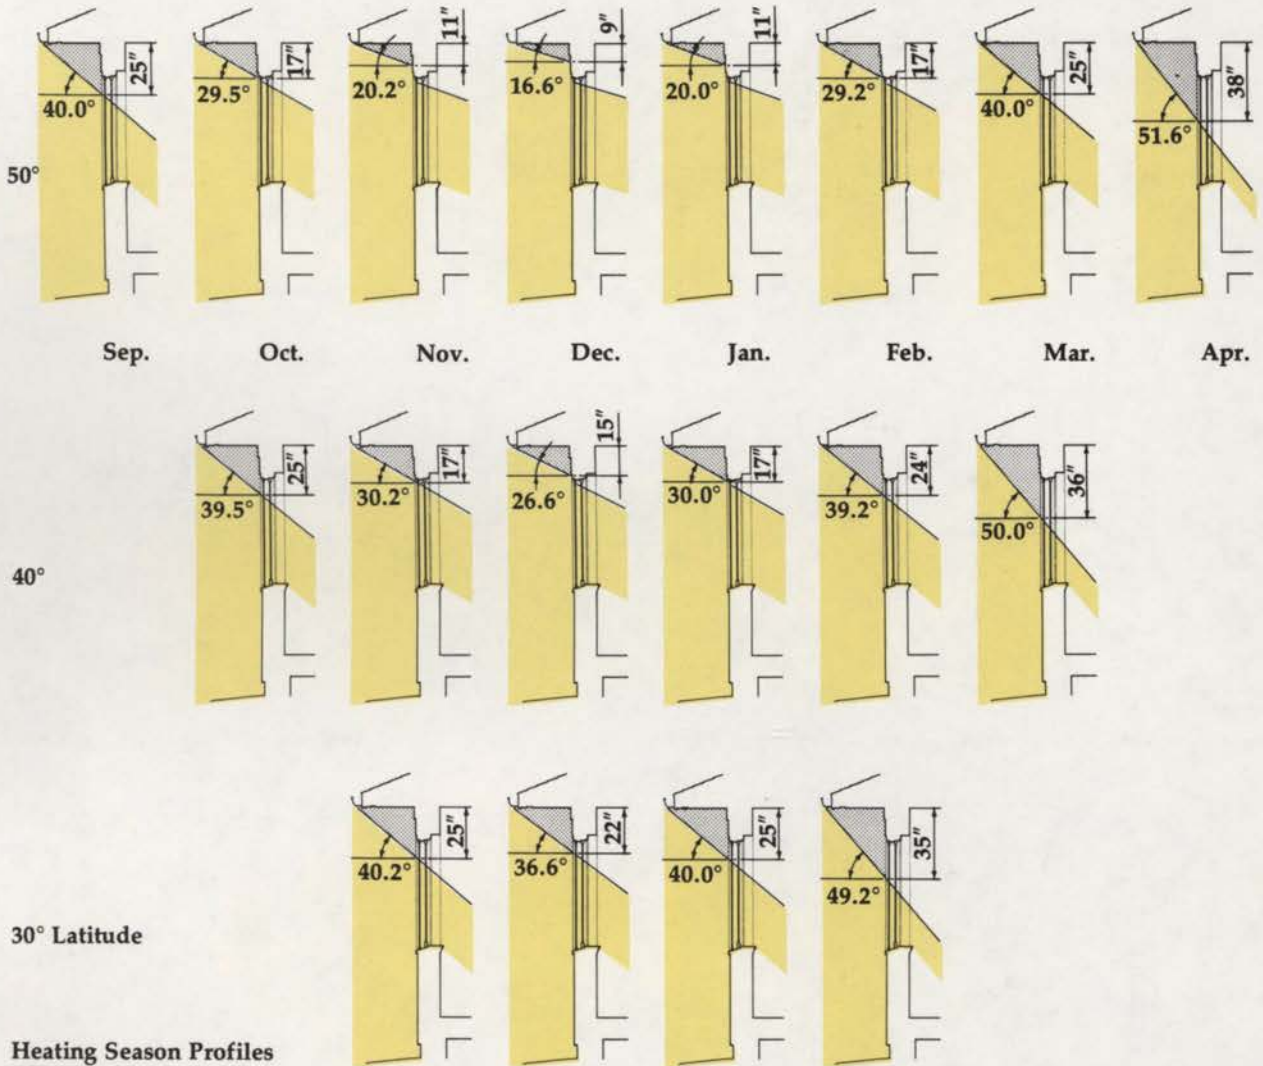 25" 17" 11" 9" 11" 17" 25" 38"
40.0° 29.5° 20.2° 16.6° 20.0° 29.2° 40.0° 51.6°
50°
Sep. Oct. Nov. Dec. Jan. Feb. Mar. Apr.
25" 17" 15" 17" 24" 36"
39.5° 30.2° 26.6° 30.0° 39.2° 50.0°
40°
25" 22" 25" 35"
40.2° 36.6° 40.0° 49.2°
30° Latitude
Heating Season Profiles